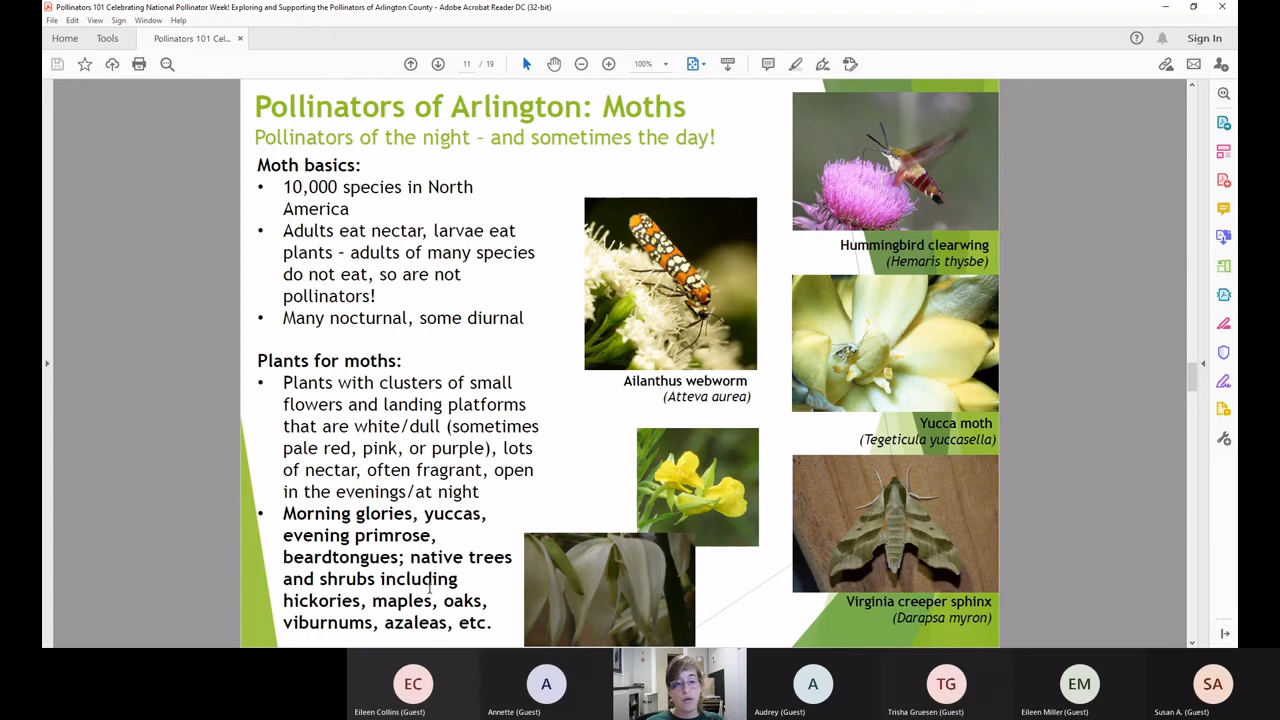 Pollinators 101 Celebrating National Pollinator Week! Exploring and Supporting the Pollinators of Arlington County - Adobe Acrobat Reader DC (32-bit)
File Edit View Sign Window Help
Home Tools Pollinators 101 Cel... × Sign In
11 / 19 100%
Pollinators of Arlington: Moths
Pollinators of the night – and sometimes the day!
Moth basics:
• 10,000 species in North
America
• Adults eat nectar, larvae eat
plants – adults of many species
do not eat, so are not
pollinators!
• Many nocturnal, some diurnal
Plants for moths:
• Plants with clusters of small
flowers and landing platforms
that are white/dull (sometimes
pale red, pink, or purple), lots
of nectar, often fragrant, open
in the evenings/at night
• Morning glories, yuccas,
evening primrose,
beardtongues; native trees
and shrubs including
hickories, maples, oaks,
viburnums, azaleas, etc.
Ailanthus webworm
(Atteva aurea)
Hummingbird clearwing
(Hemaris thysbe)
Yucca moth
(Tegeticula yuccasella)
Virginia creeper sphinx
(Darapsa myron)
EC A A TG EM SA
Eileen Collins (Guest) Annette (Guest) Audrey (Guest) Trisha Gruesen (Guest) Eileen Miller (Guest) Susan A. (Guest)